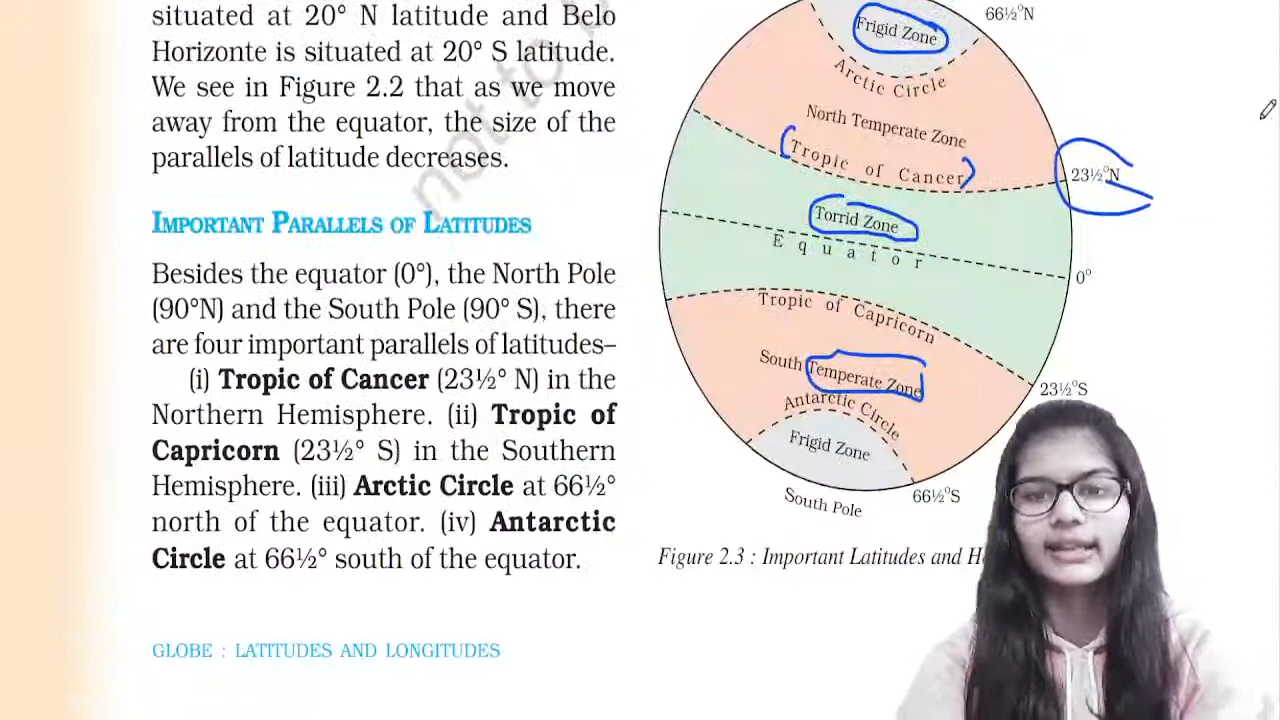 situated at 20° N latitude and Belo
Horizonte is situated at 20° S latitude.
We see in Figure 2.2 that as we move
away from the equator, the size of the
parallels of latitude decreases.
IMPORTANT PARALLELS OF LATITUDES
Besides the equator (0°), the North Pole
(90°N) and the South Pole (90° S), there
are four important parallels of latitudes–
(i) Tropic of Cancer (23½° N) in the
Northern Hemisphere. (ii) Tropic of
Capricorn (23½° S) in the Southern
Hemisphere. (iii) Arctic Circle at 66½°
north of the equator. (iv) Antarctic
Circle at 66½° south of the equator.
GLOBE : LATITUDES AND LONGITUDES
66½°N
Frigid Zone
Arctic Circle
North Temperate Zone
Tropic of Cancer
23½°N
Torrid Zone
Equator
0°
Tropic of Capricorn
South Temperate Zone
23½°S
Antarctic Circle
Frigid Zone
66½°S
South Pole
Figure 2.3 : Important Latitudes and
not to